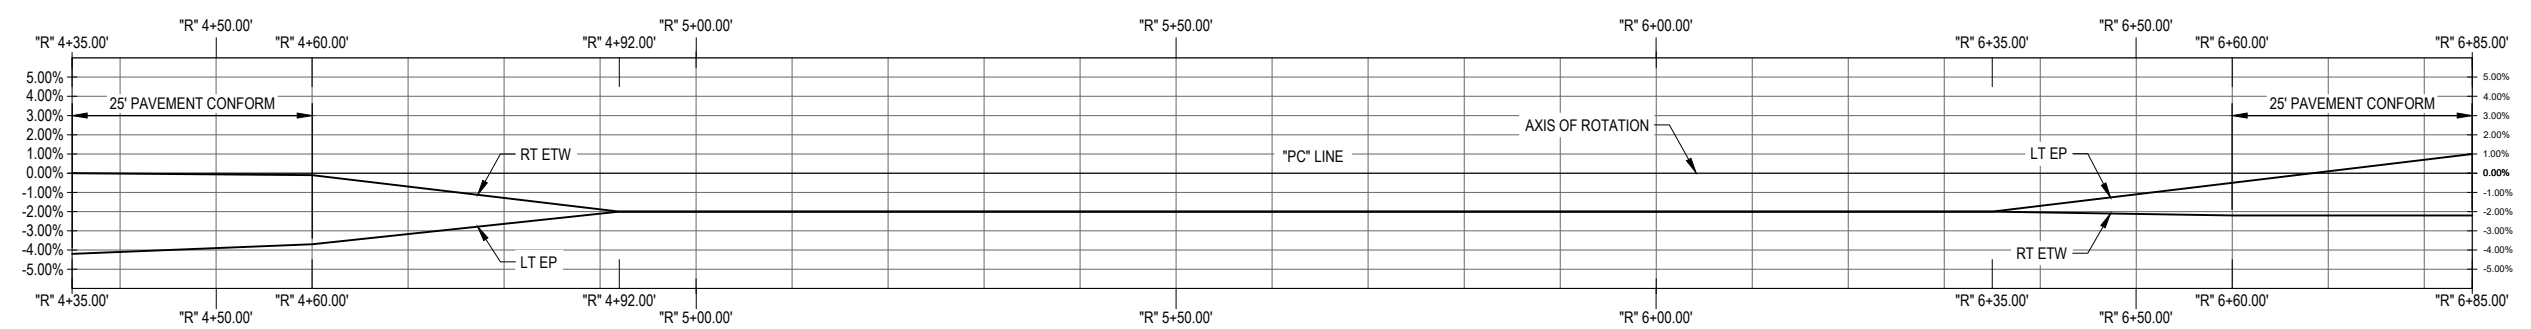 "R" 4+50.00' "R" 5+00.00' "R" 5+50.00' "R" 6+00.00' "R" 6+50.00'
"R" 4+35.00' "R" 4+60.00' "R" 4+92.00' "R" 6+35.00' "R" 6+60.00' "R" 6+85.00'
5.00% 5.00%
4.00% 4.00%
25' PAVEMENT CONFORM 25' PAVEMENT CONFORM
3.00% 3.00%
AXIS OF ROTATION
2.00% 2.00%
1.00% RT ETW "PC" LINE LT EP 1.00%
0.00% 0.00%
-1.00% -1.00%
-2.00% -2.00%
-3.00% -3.00%
-4.00% RT ETW -4.00%
LT EP
-5.00% -5.00%
"R" 4+35.00' "R" 4+60.00' "R" 4+92.00' "R" 6+35.00' "R" 6+60.00' "R" 6+85.00'
"R" 4+50.00' "R" 5+00.00' "R" 5+50.00' "R" 6+00.00' "R" 6+50.00'